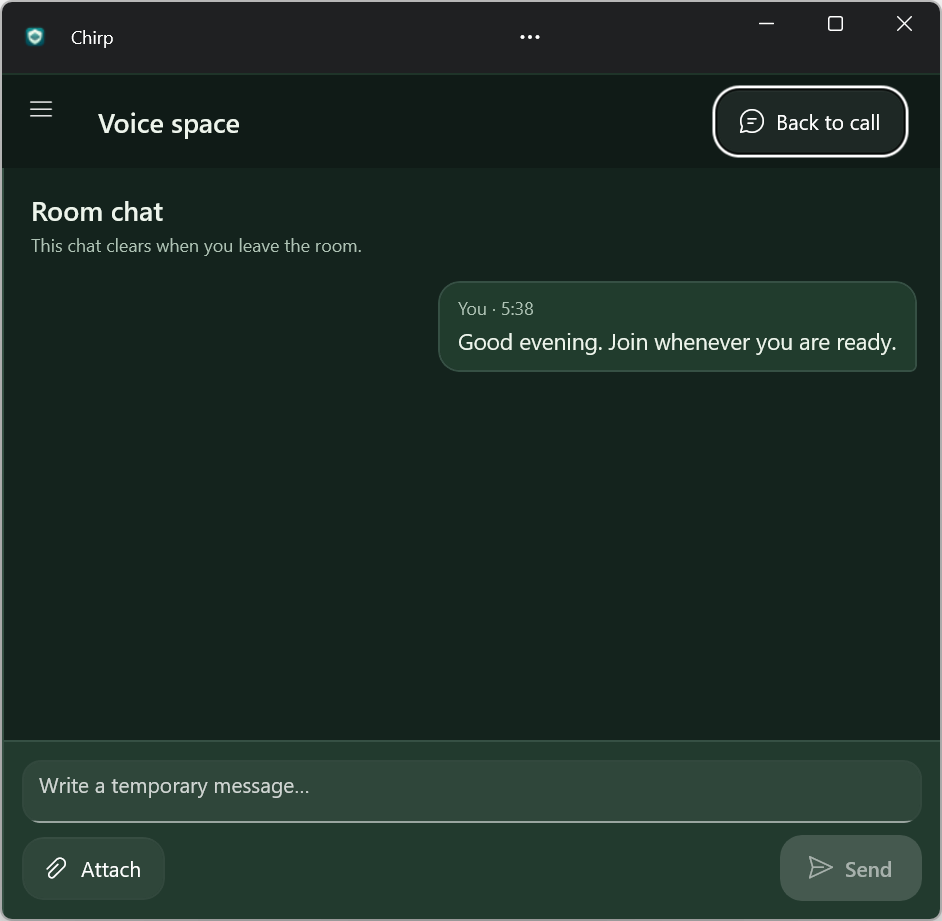 Chirp
Voice space
Back to call
Room chat
This chat clears when you leave the room.
You · 5:38
Good evening. Join whenever you are ready.
Write a temporary message...
Attach
Send